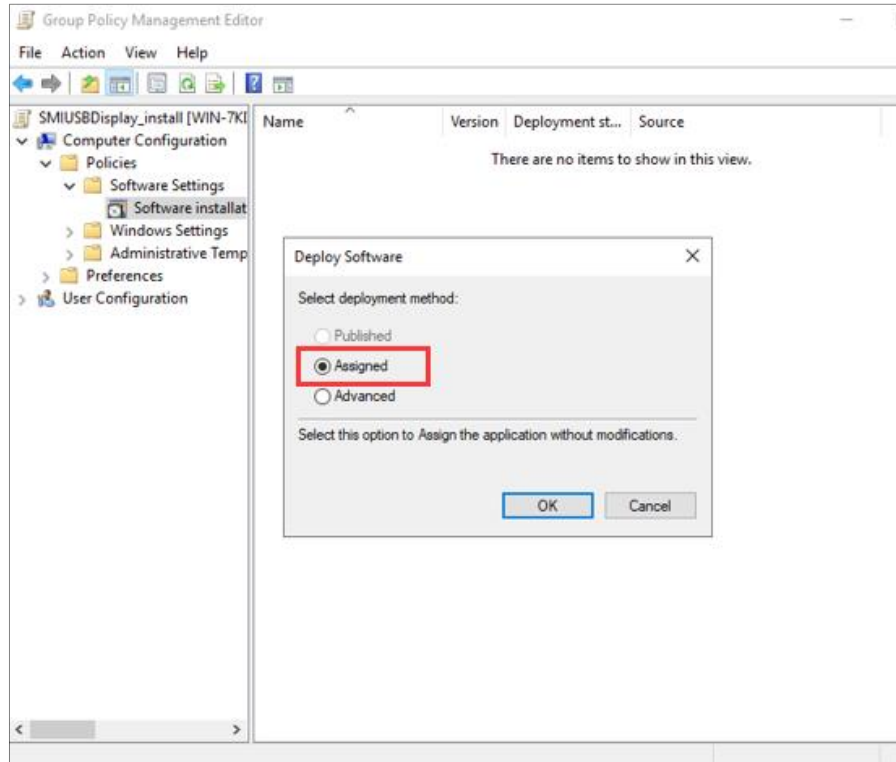 Group Policy Management Editor
File Action View Help
SMIUSBDisplay_install [WIN-7KI
Computer Configuration
Policies
Software Settings
Software installat
Windows Settings
Administrative Temp
Preferences
User Configuration
Name Version Deployment st... Source
There are no items to show in this view.
Deploy Software
Select deployment method:
Published
Assigned
Advanced
Select this option to Assign the application without modifications.
OK Cancel